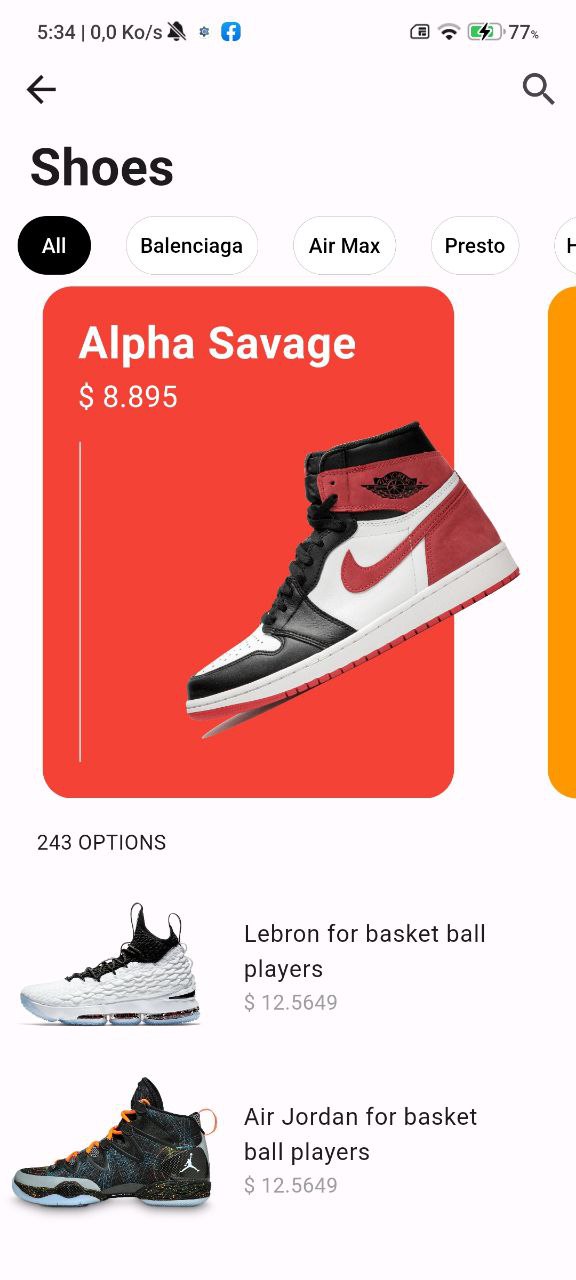 5:34 | 0,0 Ko/s
77%
Shoes
All
Balenciaga
Air Max
Presto
H
Alpha Savage
$ 8.895
243 OPTIONS
Lebron for basket ball
players
$ 12.5649
Air Jordan for basket
ball players
$ 12.5649